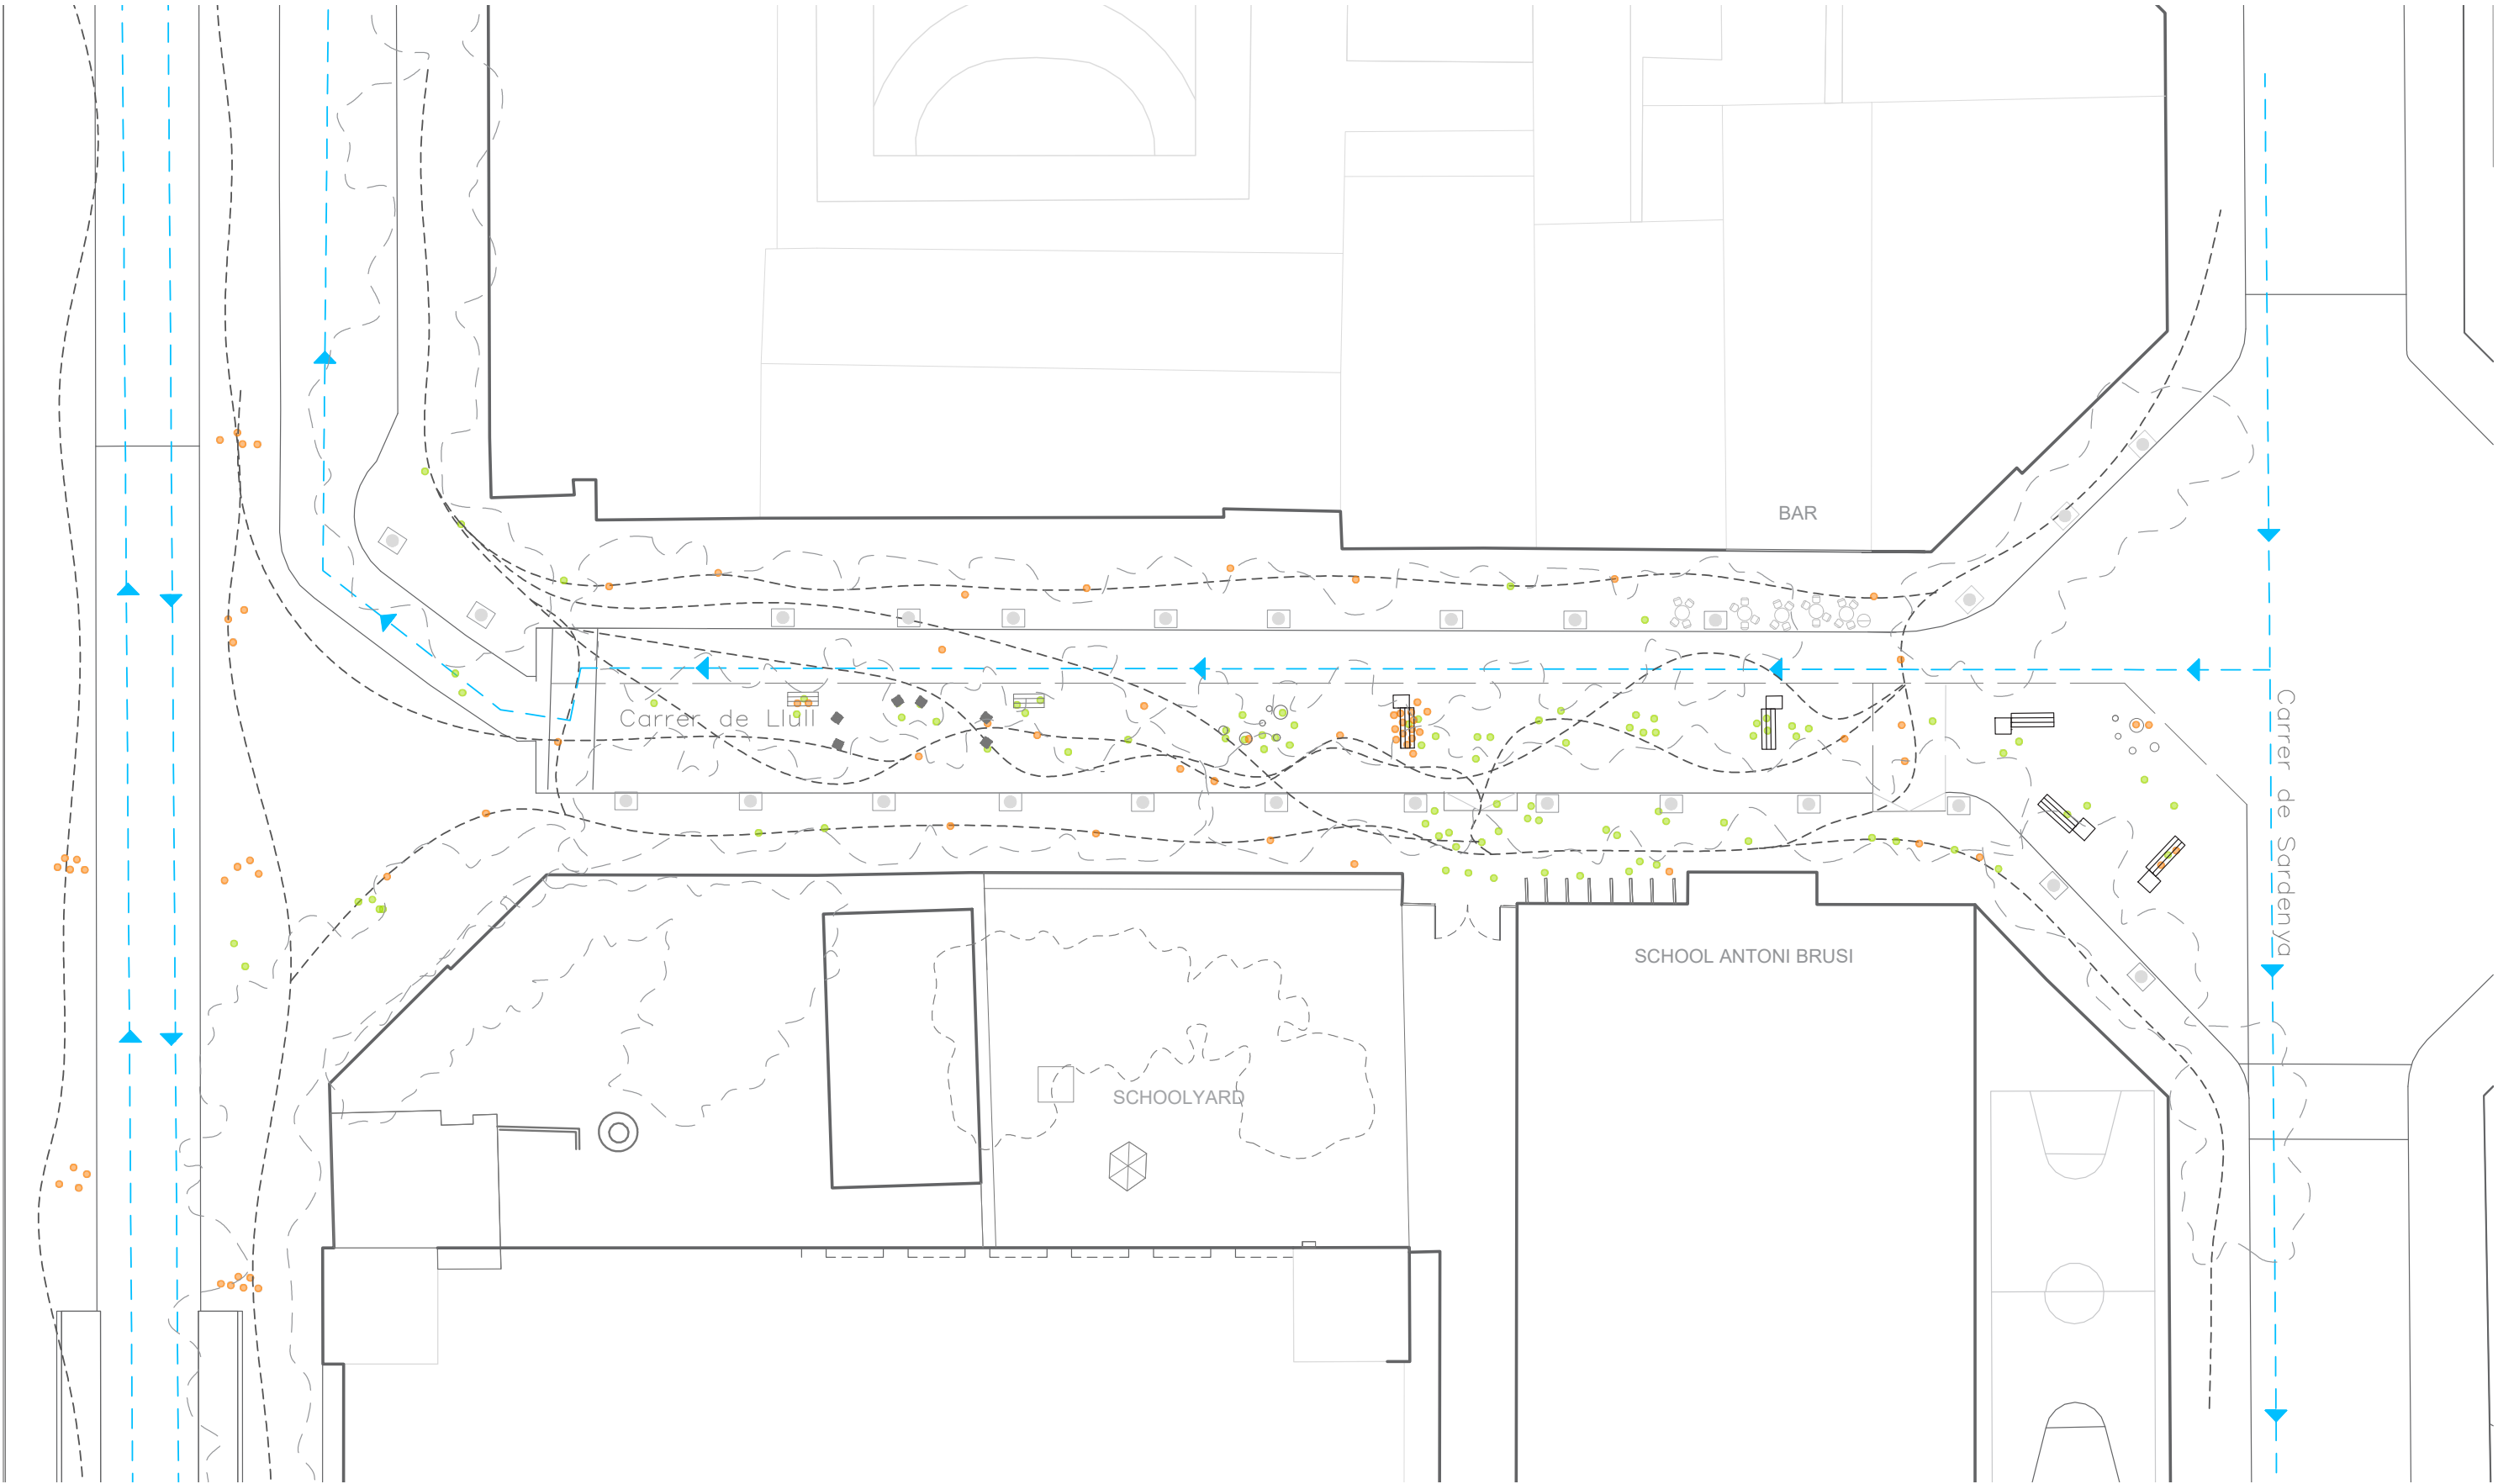 BAR
Carrer de Llull
Carrer de Sardenya
SCHOOL ANTONI BRUSI
SCHOOLYARD